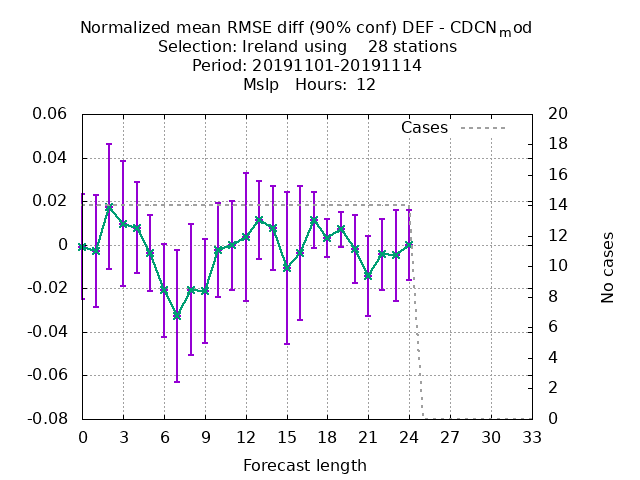 Normalized mean RMSE diff (90% conf) DEF - CDCNmod
Selection: Ireland using 28 stations
Period: 20191101-20191114
Mslp Hours: 12
0.06 20
Cases
18
0.04
16
0.02 14
12
0
10
-0.02
8
6
-0.04
4
-0.06
2
-0.08 0
No cases
0 3 6 9 12 15 18 21 24 27 30 33
Forecast length